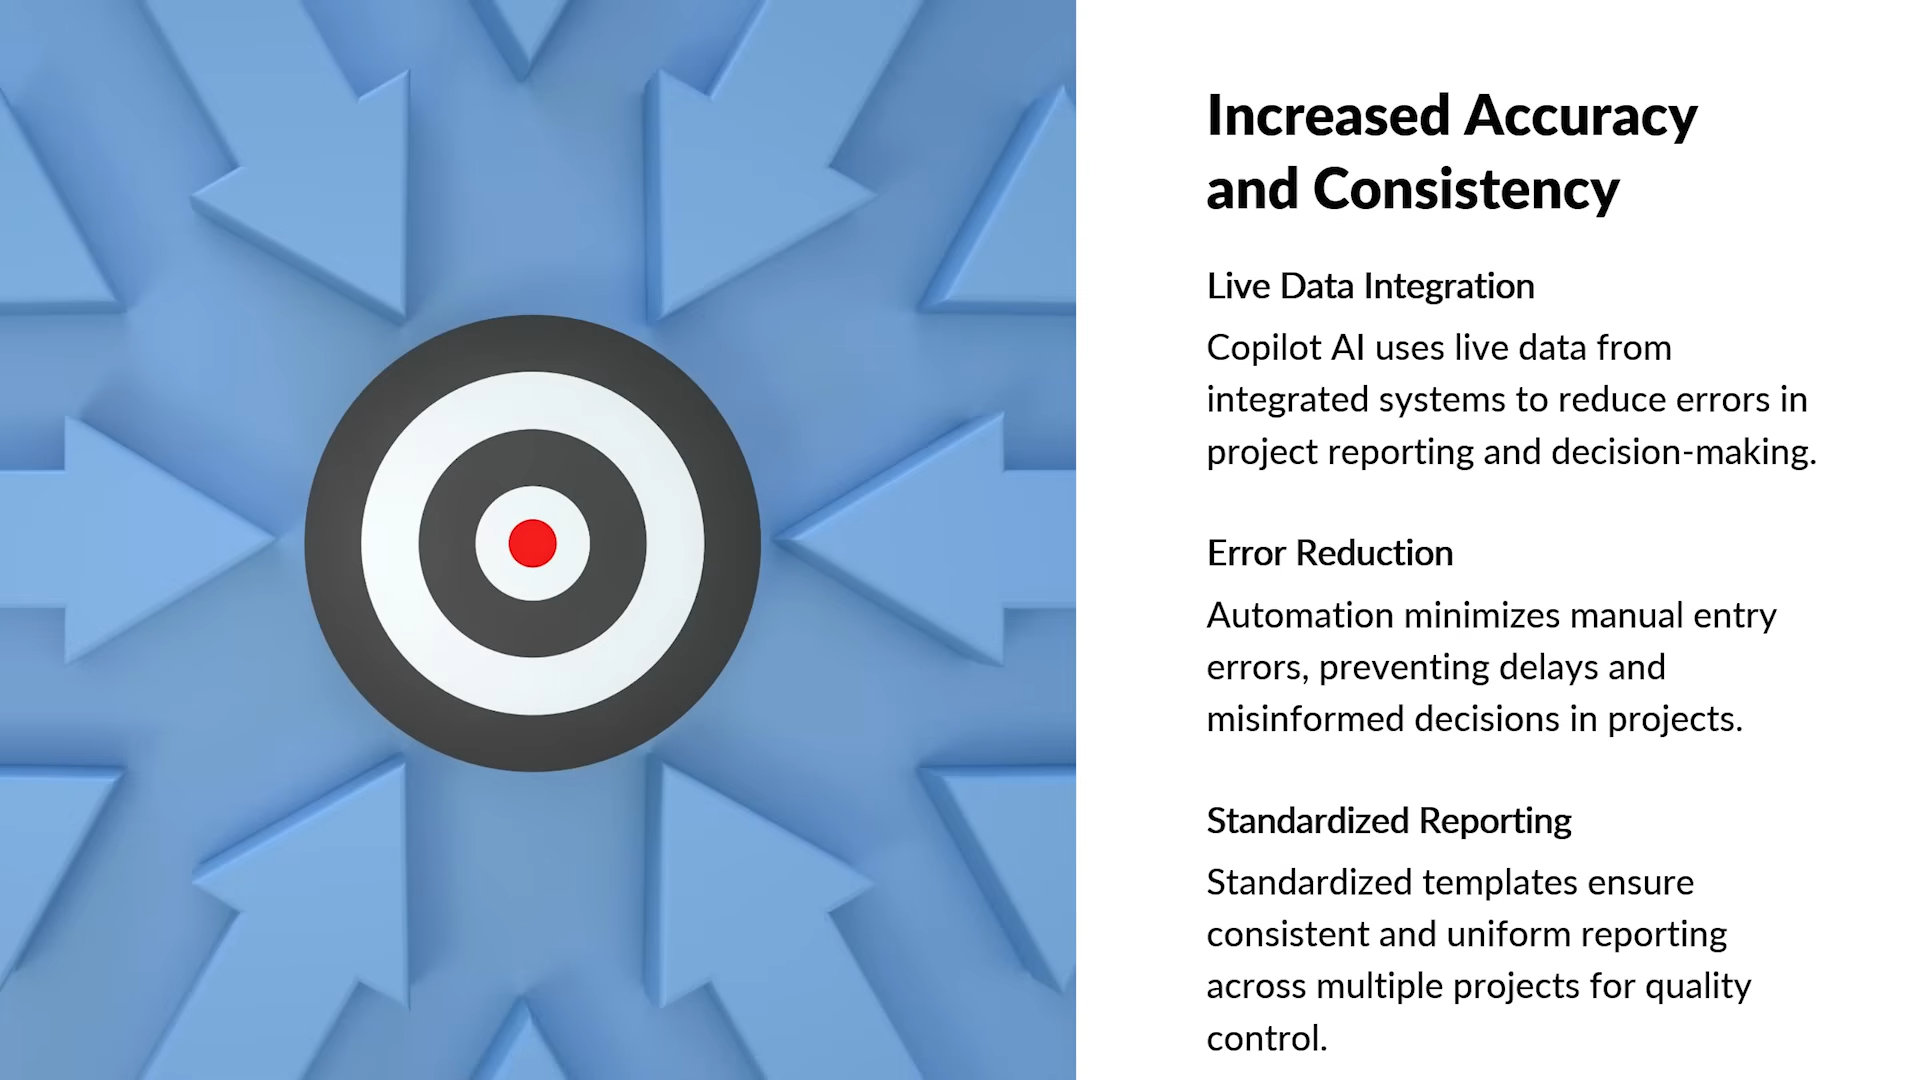 Increased Accuracy
and Consistency
Live Data Integration
Copilot AI uses live data from
integrated systems to reduce errors in
project reporting and decision-making.
Error Reduction
Automation minimizes manual entry
errors, preventing delays and
misinformed decisions in projects.
Standardized Reporting
Standardized templates ensure
consistent and uniform reporting
across multiple projects for quality
control.